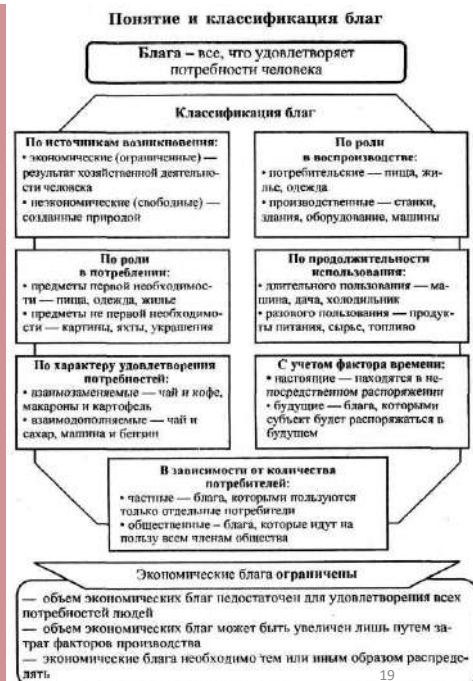 Понятие и классификация благ
Блага – все, что удовлетворяет
потребности человека
Классификация благ
По источникам возникновения:
• экономические (ограниченные) —
результат хозяйственной деятельно-
сти человека
• неэкономические (свободные) —
созданные природой
По роли
в воспроизводстве:
• потребительские — пища, жи-
лье, одежда
• производственные — станки,
здания, оборудование, машины
По роли
в потреблении:
• предметы первой необходимос-
ти — пища, одежда, жилье
• предметы не первой необходимо-
сти — картины, яхты, украшения
По продолжительности
использования:
• длительного пользования — ма-
шина, дача, холодильник
• разового пользования — продук-
ты питания, сырье, топливо
По характеру удовлетворения
потребностей:
• взаимозаменяемые — чай и кофе,
макароны и картофель
• взаимодополняемые — чай и
сахар, машина и бензин
С учетом фактора времени:
• настоящие — находятся в не-
посредственном распоряжении
• будущие — блага, которыми
субъект будет распоряжаться в
будущем
В зависимости от количества
потребителей:
• частные — блага, которыми пользуются
только отдельные потребители
• общественные – блага, которые идут на
пользу всем членам общества
Экономические блага ограничены
— объем экономических благ недостаточен для удовлетворения всех
потребностей людей
— объем экономических благ может быть увеличен лишь путем за-
трат факторов производства
— экономические блага необходимо тем или иным образом распреде-
лять
19